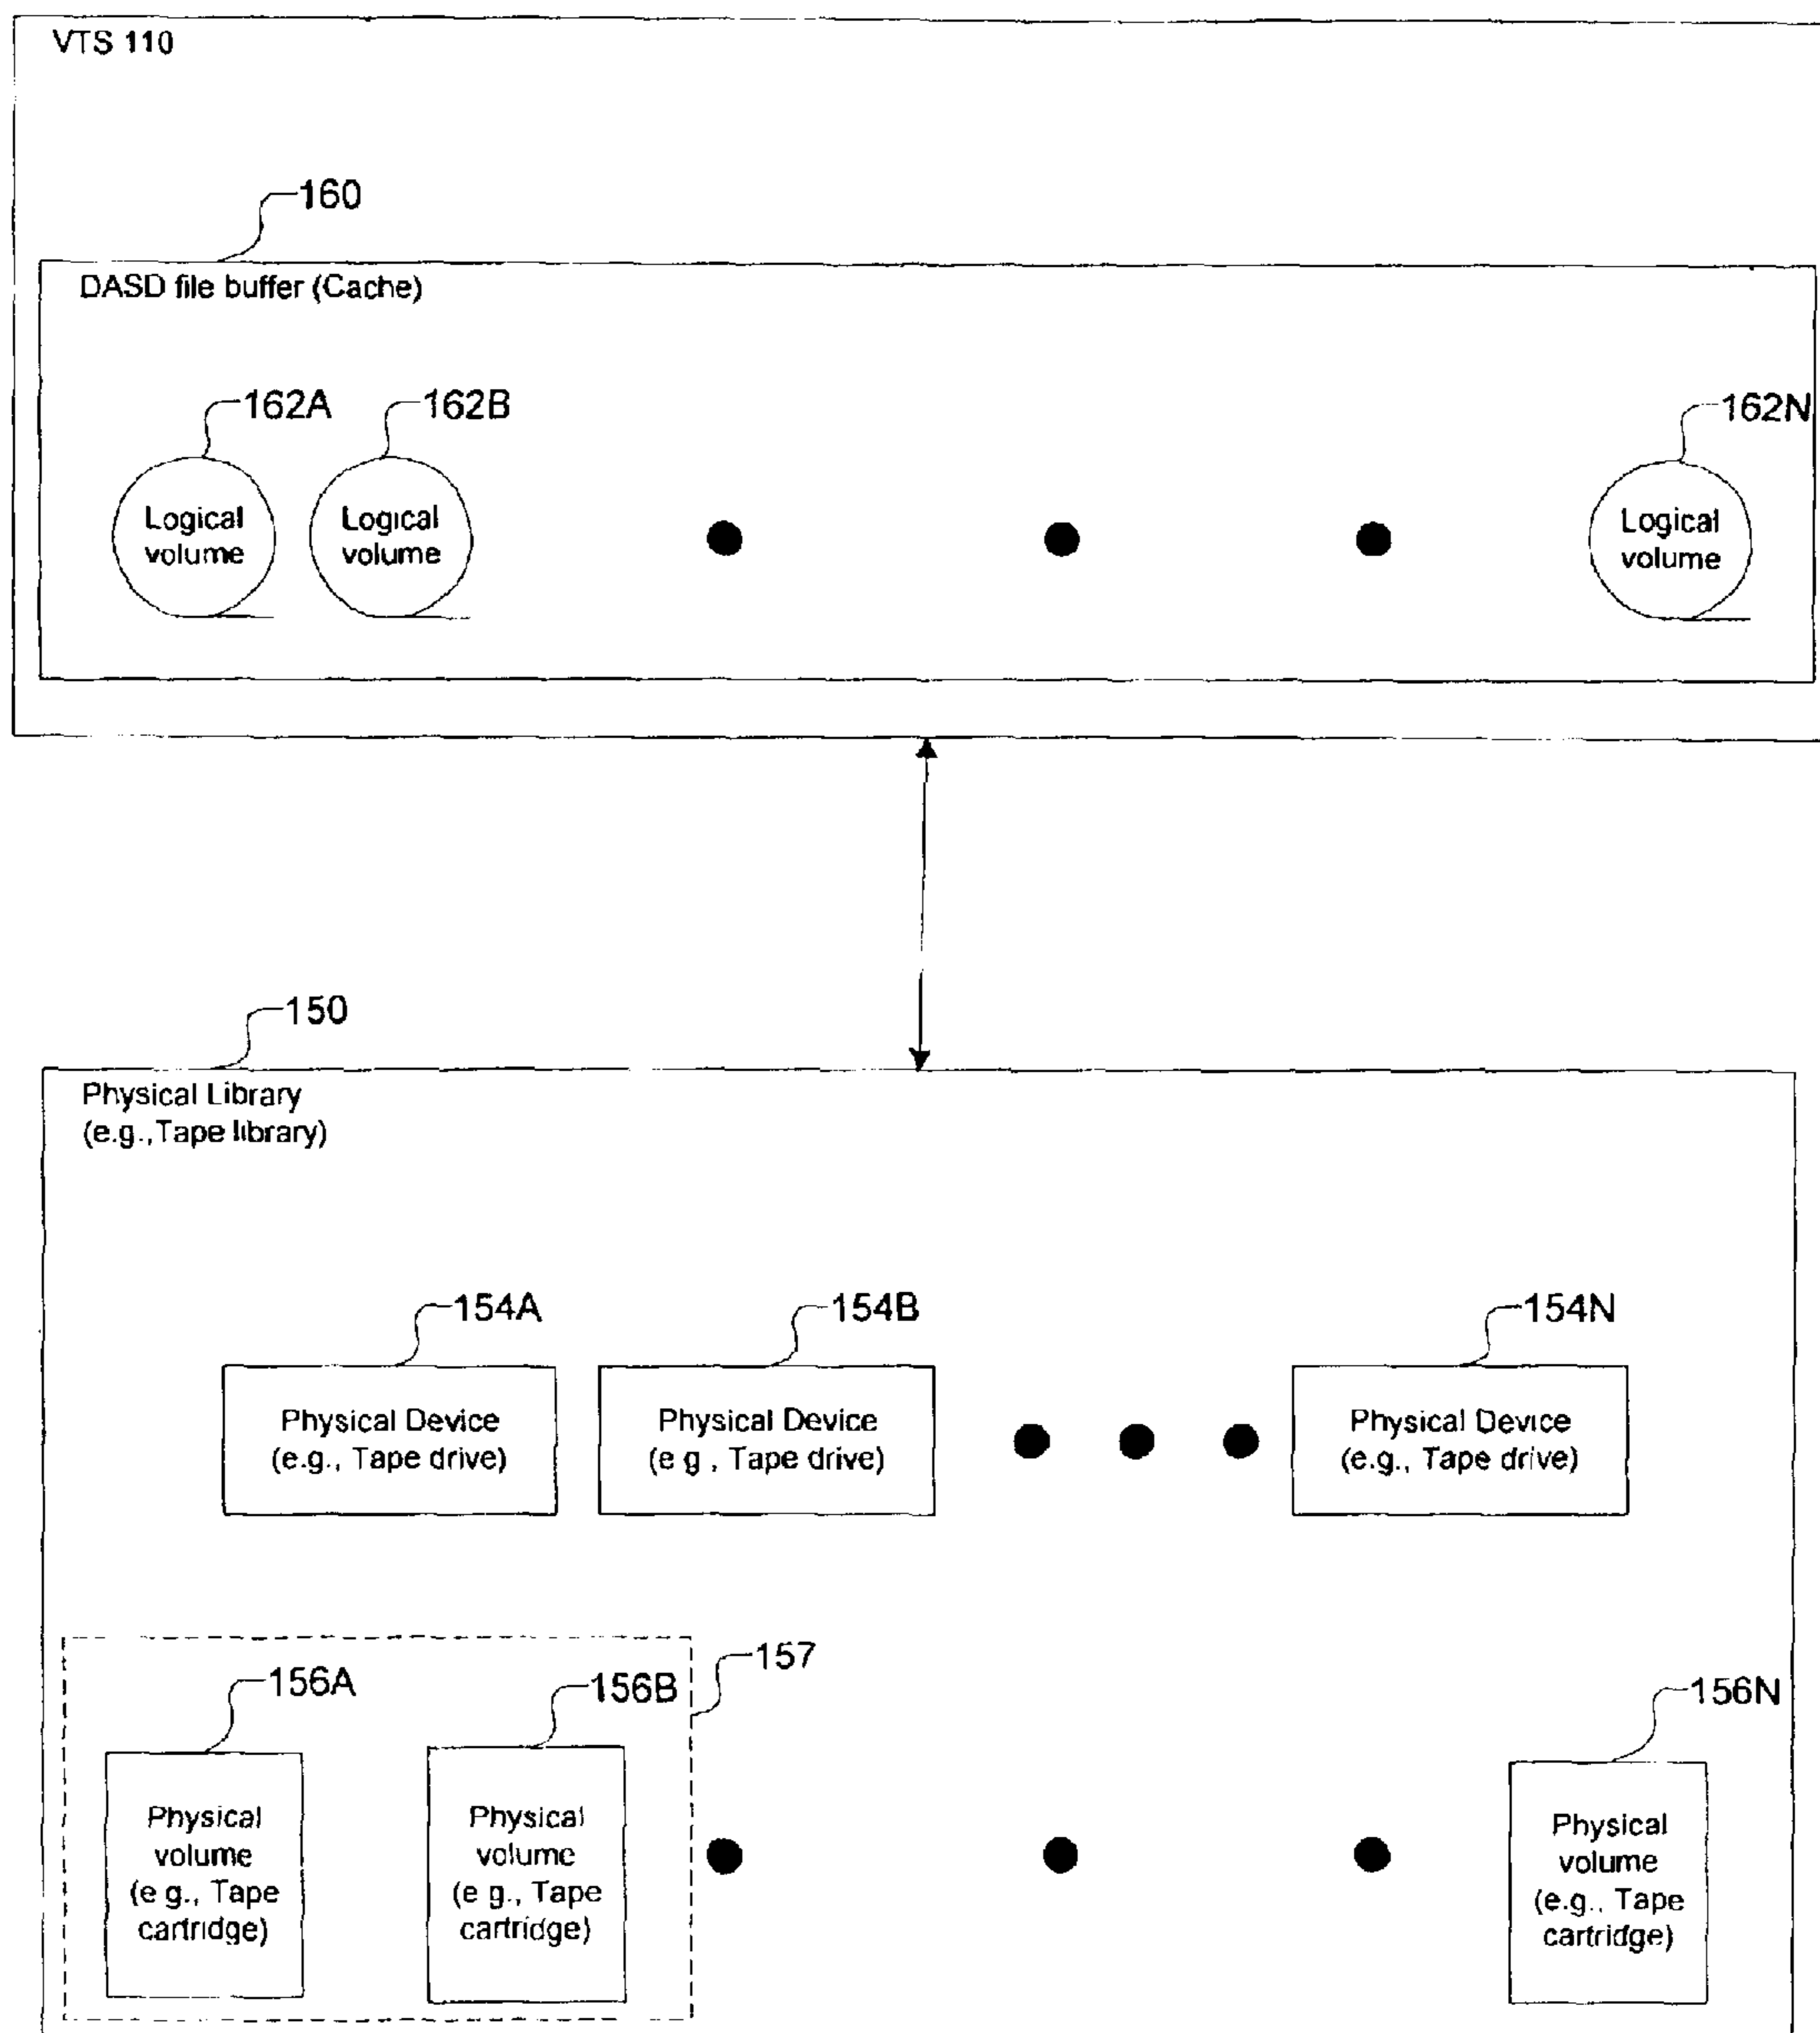 VTS 110
160
DASD file buffer (Cache)
162A
162B
162N
Logical
volume
Logical
volume
Logical
volume
150
Physical Library
(e.g.,Tape library)
154A
154B
154N
Physical Device
(e.g., Tape drive)
Physical Device
(e g , Tape drive)
Physical Device
(e.g., Tape drive)
157
156A
156B
156N
Physical
volume
(e g., Tape
cartridge)
Physical
volume
(e g., Tape
cartridge)
Physical
volume
(e.g., Tape
cartridge)